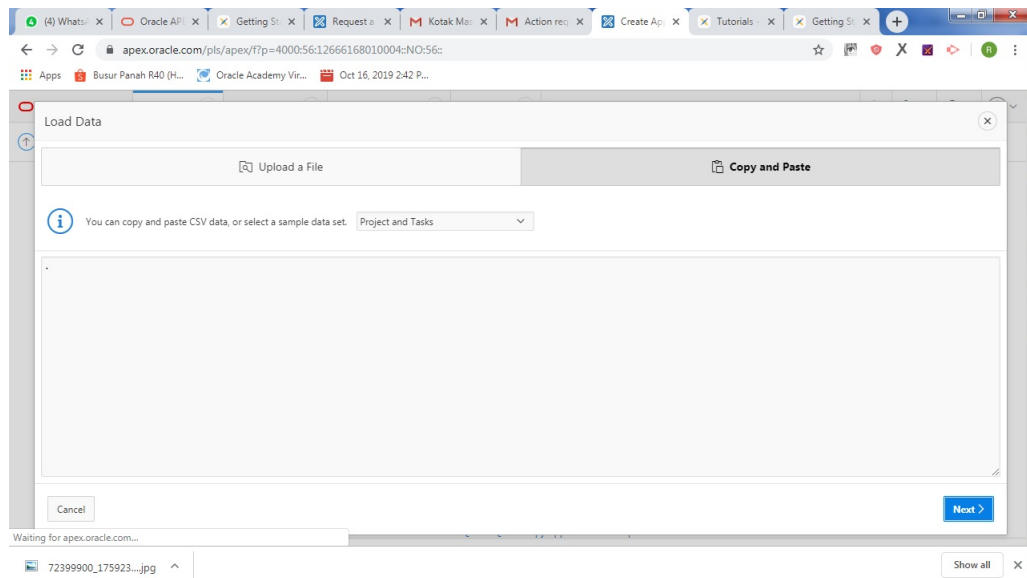 (4) Whats
Oracle APE
Getting St
Request a
Kotak Mas
Action req
Create Ap
Tutorials -
Getting St
apex.oracle.com/pls/apex/f?p=4000:56:12666168010004::NO:56::
R
Apps
Busur Panah R40 (H...
Oracle Academy Vir...
Oct 16, 2019 2:42 P...
Load Data
Upload a File
Copy and Paste
You can copy and paste CSV data, or select a sample data set.
Project and Tasks
.
Cancel
Next >
Waiting for apex.oracle.com...
72399900_175923....jpg
Show all